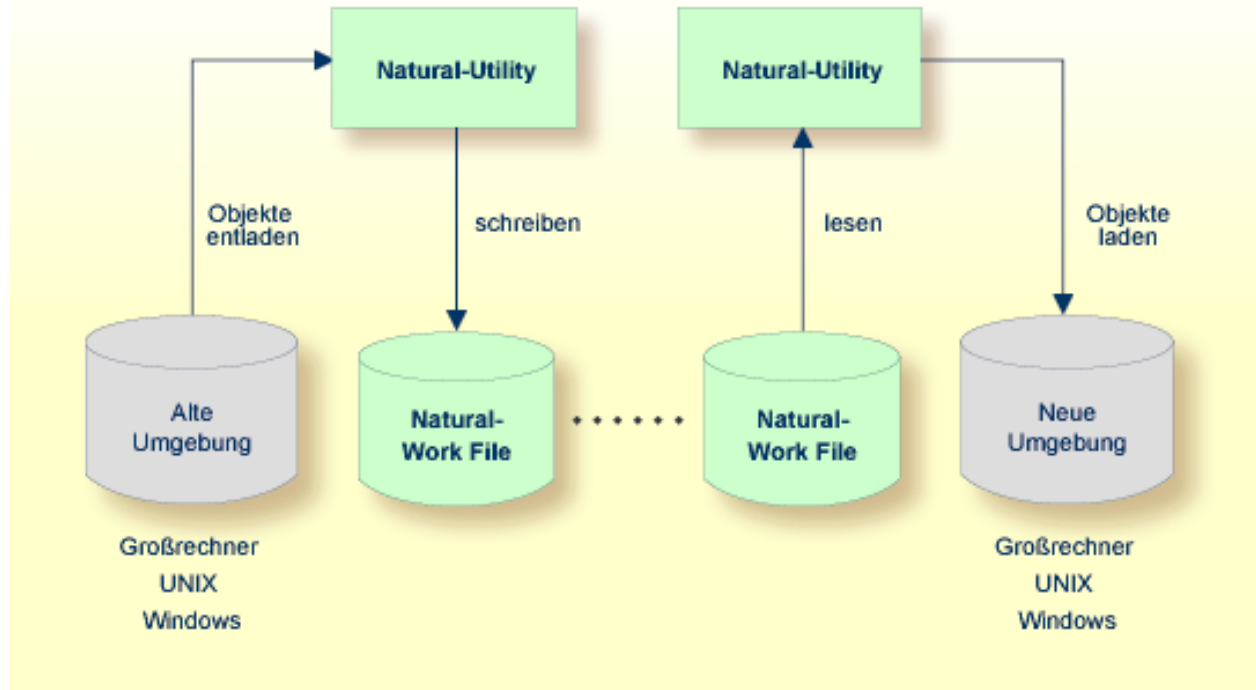 Natural-Utility
Natural-Utility
Objekte
entladen
schreiben
lesen
Objekte
laden
Alte
Umgebung
Natural-
Work File
Natural-
Work File
Neue
Umgebung
Großrechner
UNIX
Windows
Großrechner
UNIX
Windows